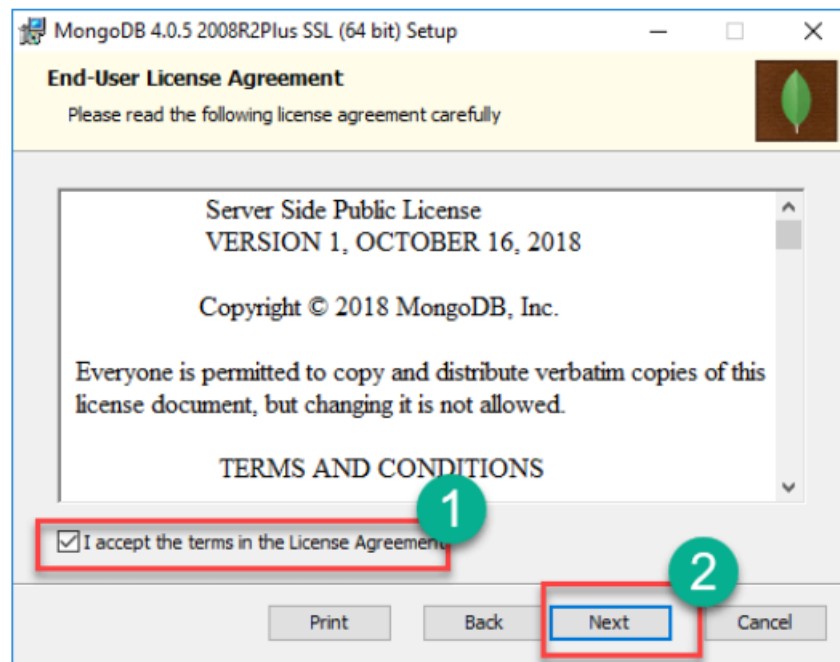 MongoDB 4.0.5 2008R2Plus SSL (64 bit) Setup
End-User License Agreement
Please read the following license agreement carefully
Server Side Public License
VERSION 1, OCTOBER 16, 2018
Copyright © 2018 MongoDB, Inc.
Everyone is permitted to copy and distribute verbatim copies of this
license document, but changing it is not allowed.
TERMS AND CONDITIONS
1
I accept the terms in the License Agreement
2
Print Back Next Cancel